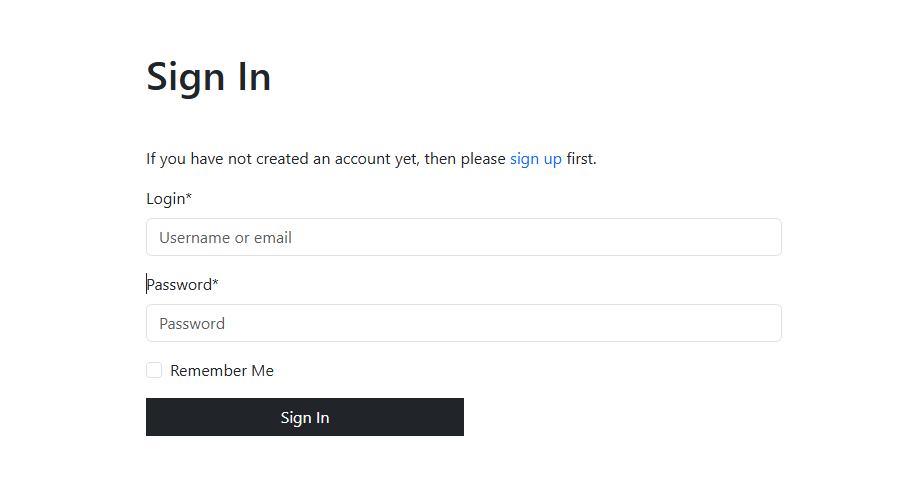 Sign In
If you have not created an account yet, then please sign up first.
Login*
Username or email
Password*
Password
Remember Me
Sign In